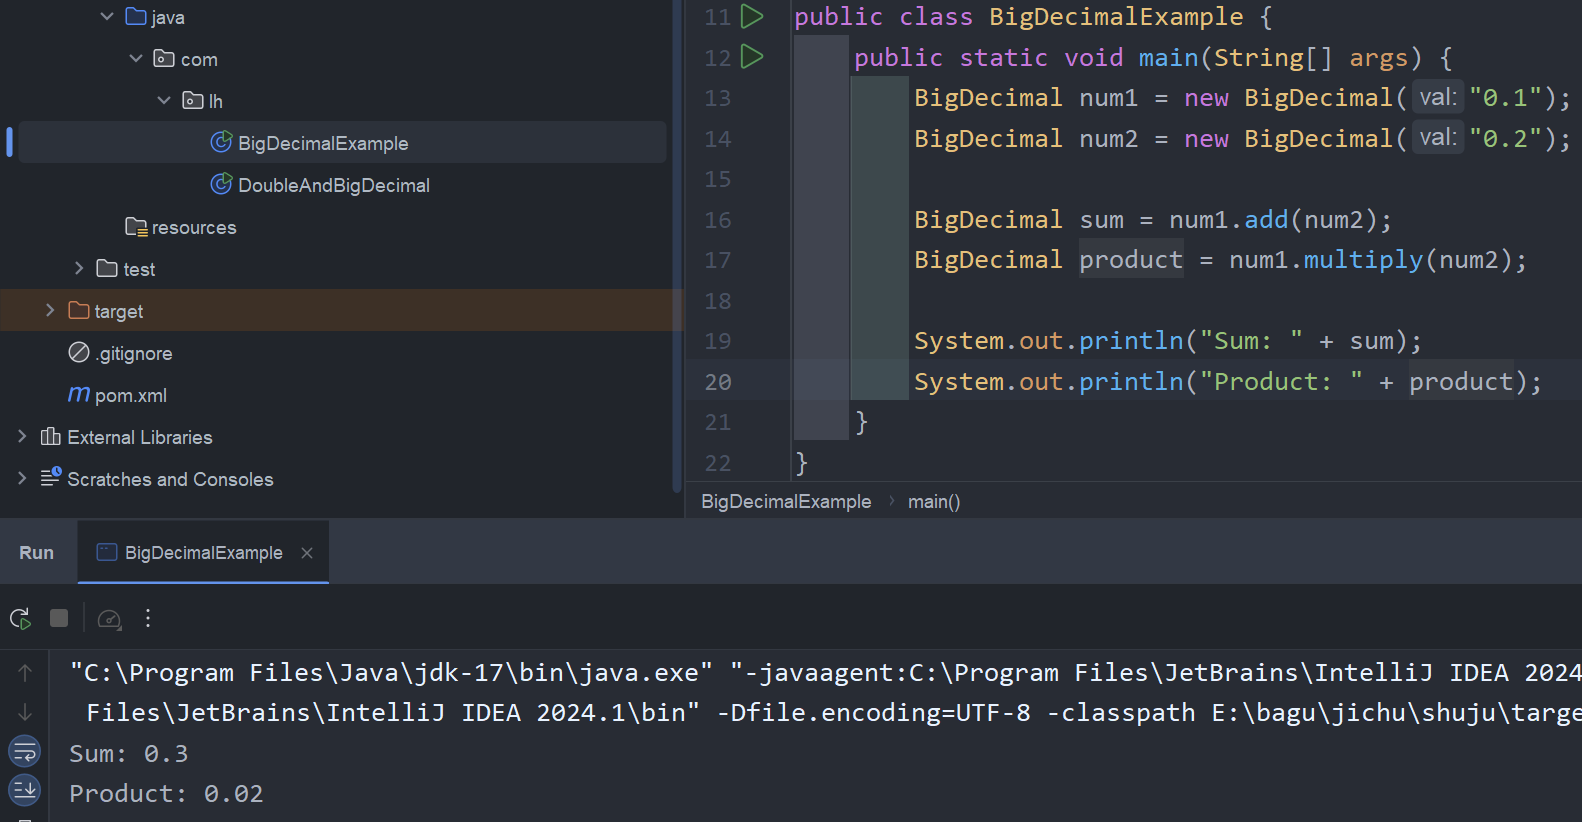 java
com
lh
BigDecimalExample
DoubleAndBigDecimal
resources
test
target
.gitignore
pom.xml
External Libraries
Scratches and Consoles
11 public class BigDecimalExample {
12 public static void main(String[] args) {
13 BigDecimal num1 = new BigDecimal( val: "0.1");
14 BigDecimal num2 = new BigDecimal( val: "0.2");
15
16 BigDecimal sum = num1.add(num2);
17 BigDecimal product = num1.multiply(num2);
18
19 System.out.println("Sum: " + sum);
20 System.out.println("Product: " + product);
21 }
22 }
BigDecimalExample main()
Run BigDecimalExample
"C:\Program Files\Java\jdk-17\bin\java.exe" "-javaagent:C:\Program Files\JetBrains\IntelliJ IDEA 2024
Files\JetBrains\IntelliJ IDEA 2024.1\bin" -Dfile.encoding=UTF-8 -classpath E:\bagu\jichu\shuju\targe
Sum: 0.3
Product: 0.02